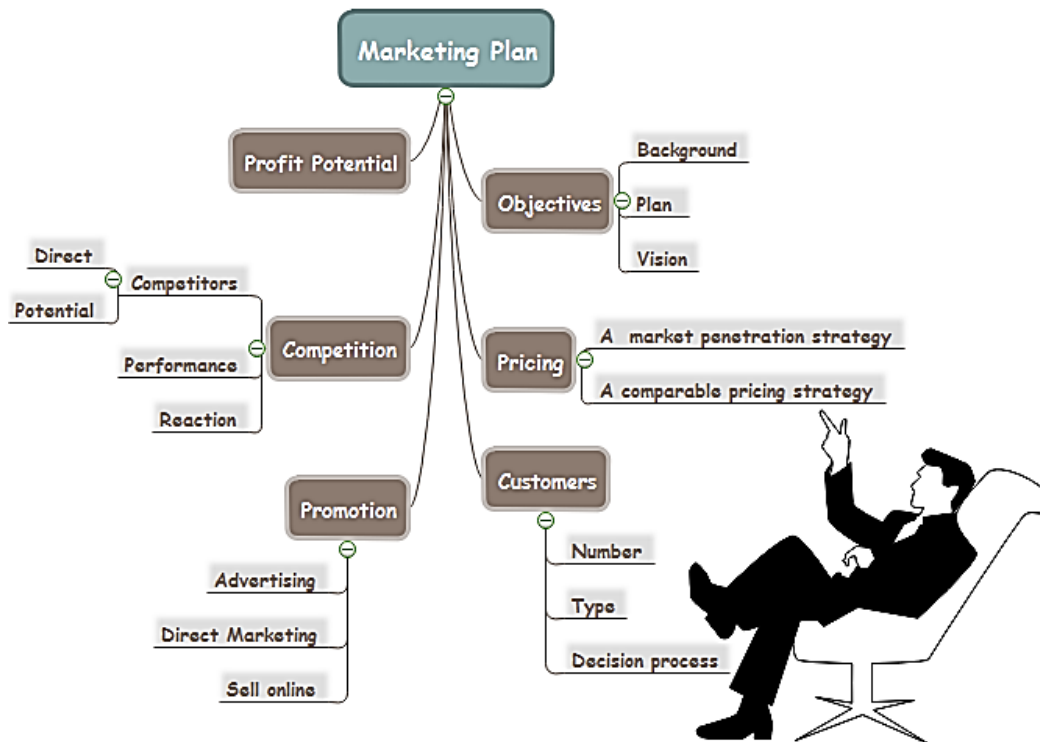 Marketing Plan
Profit Potential
Objectives
Background
Plan
Vision
Competition
Competitors
Direct
Potential
Performance
Reaction
Pricing
A market penetration strategy
A comparable pricing strategy
Promotion
Advertising
Direct Marketing
Sell online
Customers
Number
Type
Decision process